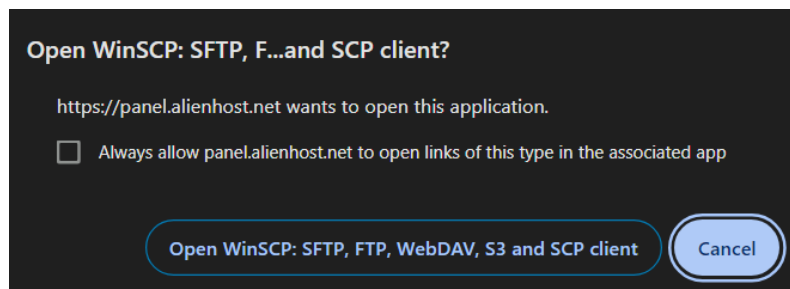 Open WinSCP: SFTP, F...and SCP client?
https://panel.alienhost.net wants to open this application.
Always allow panel.alienhost.net to open links of this type in the associated app
Open WinSCP: SFTP, FTP, WebDAV, S3 and SCP client
Cancel